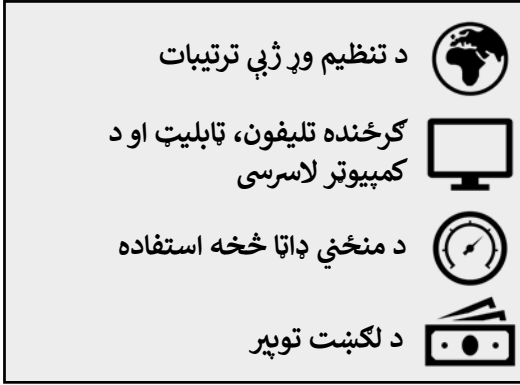 د تنظیم وړ ژبې ترتیبات
ګرځنده تلیفون، ټابلیټ او د
کمپیوټر لاسرسی
د منځني ډاټا څخه استفاده
د لګښت توپیر